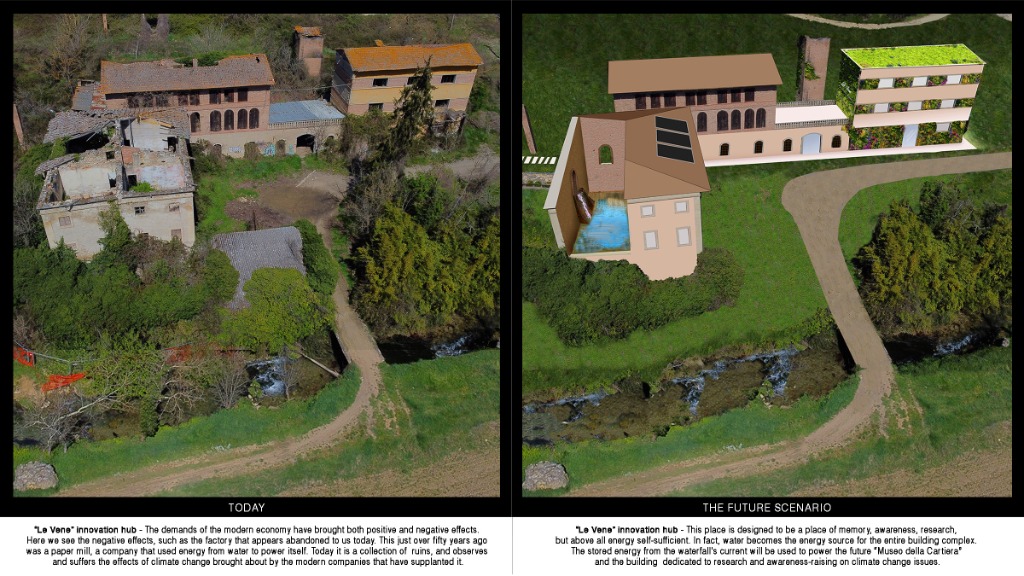 TODAY
"Le Vene" innovation hub - The demands of the modern economy have brought both positive and negative effects.
Here we see the negative effects, such as the factory that appears abandoned to us today. This just over fifty years ago
was a paper mill, a company that used energy from water to power itself. Today it is a collection of ruins, and observes
and suffers the effects of climate change brought about by the modern companies that have supplanted it.
THE FUTURE SCENARIO
"Le Vene" innovation hub - This place is designed to be a place of memory, awareness, research,
but above all energy self-sufficient. In fact, water becomes the energy source for the entire building complex.
The stored energy from the waterfall's current will be used to power the future "Museo della Cartiera"
and the building dedicated to research and awareness-raising on climate change issues.